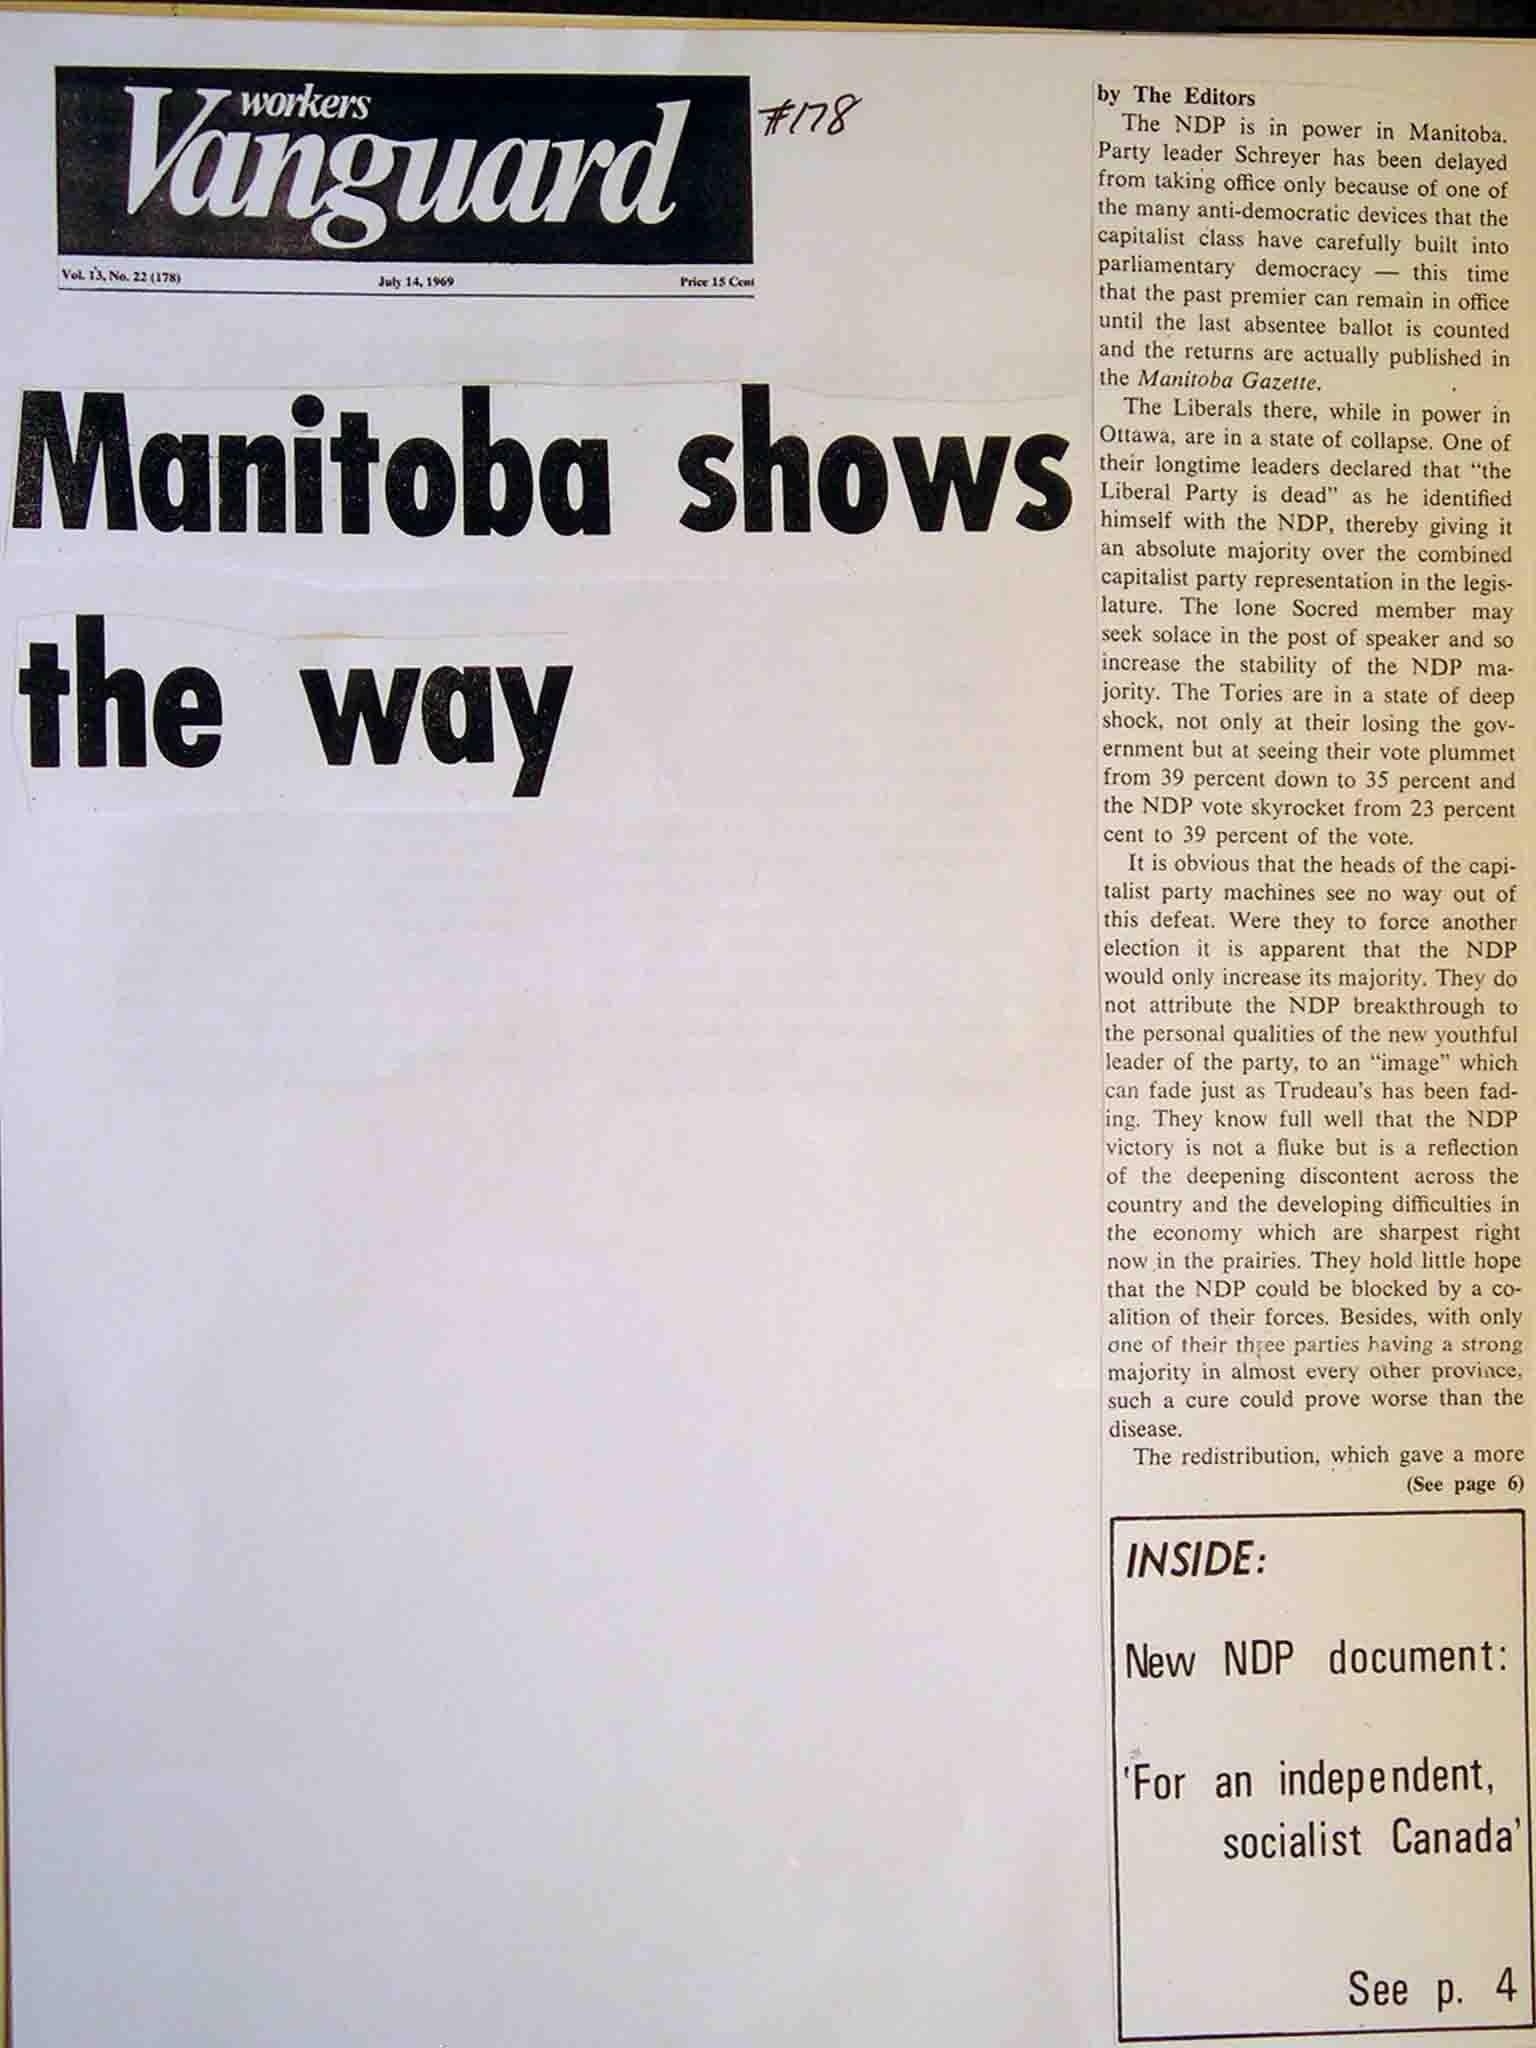 workers
Vanguard
#178
Vol. 13, No. 22 (178) July 14, 1969 Price 15 Cent
Manitoba shows
the way
by The Editors
The NDP is in power in Manitoba.
Party leader Schreyer has been delayed
from taking office only because of one of
the many anti-democratic devices that the
capitalist class have carefully built into
parliamentary democracy — this time
that the past premier can remain in office
until the last absentee ballot is counted
and the returns are actually published in
the Manitoba Gazette.
The Liberals there, while in power in
Ottawa, are in a state of collapse. One of
their longtime leaders declared that “the
Liberal Party is dead” as he identified
himself with the NDP, thereby giving it
an absolute majority over the combined
capitalist party representation in the legis-
lature. The lone Socred member may
seek solace in the post of speaker and so
increase the stability of the NDP ma-
jority. The Tories are in a state of deep
shock, not only at their losing the gov-
ernment but at seeing their vote plummet
from 39 percent down to 35 percent and
the NDP vote skyrocket from 23 percent
cent to 39 percent of the vote.
It is obvious that the heads of the capi-
talist party machines see no way out of
this defeat. Were they to force another
election it is apparent that the NDP
would only increase its majority. They do
not attribute the NDP breakthrough to
the personal qualities of the new youthful
leader of the party, to an “image” which
can fade just as Trudeau’s has been fad-
ing. They know full well that the NDP
victory is not a fluke but is a reflection
of the deepening discontent across the
country and the developing difficulties in
the economy which are sharpest right
now in the prairies. They hold little hope
that the NDP could be blocked by a co-
alition of their forces. Besides, with only
one of their three parties having a strong
majority in almost every other province,
such a cure could prove worse than the
disease.
The redistribution, which gave a more
(See page 6)
INSIDE:
New NDP document:
'For an independent,
socialist Canada'
See p. 4